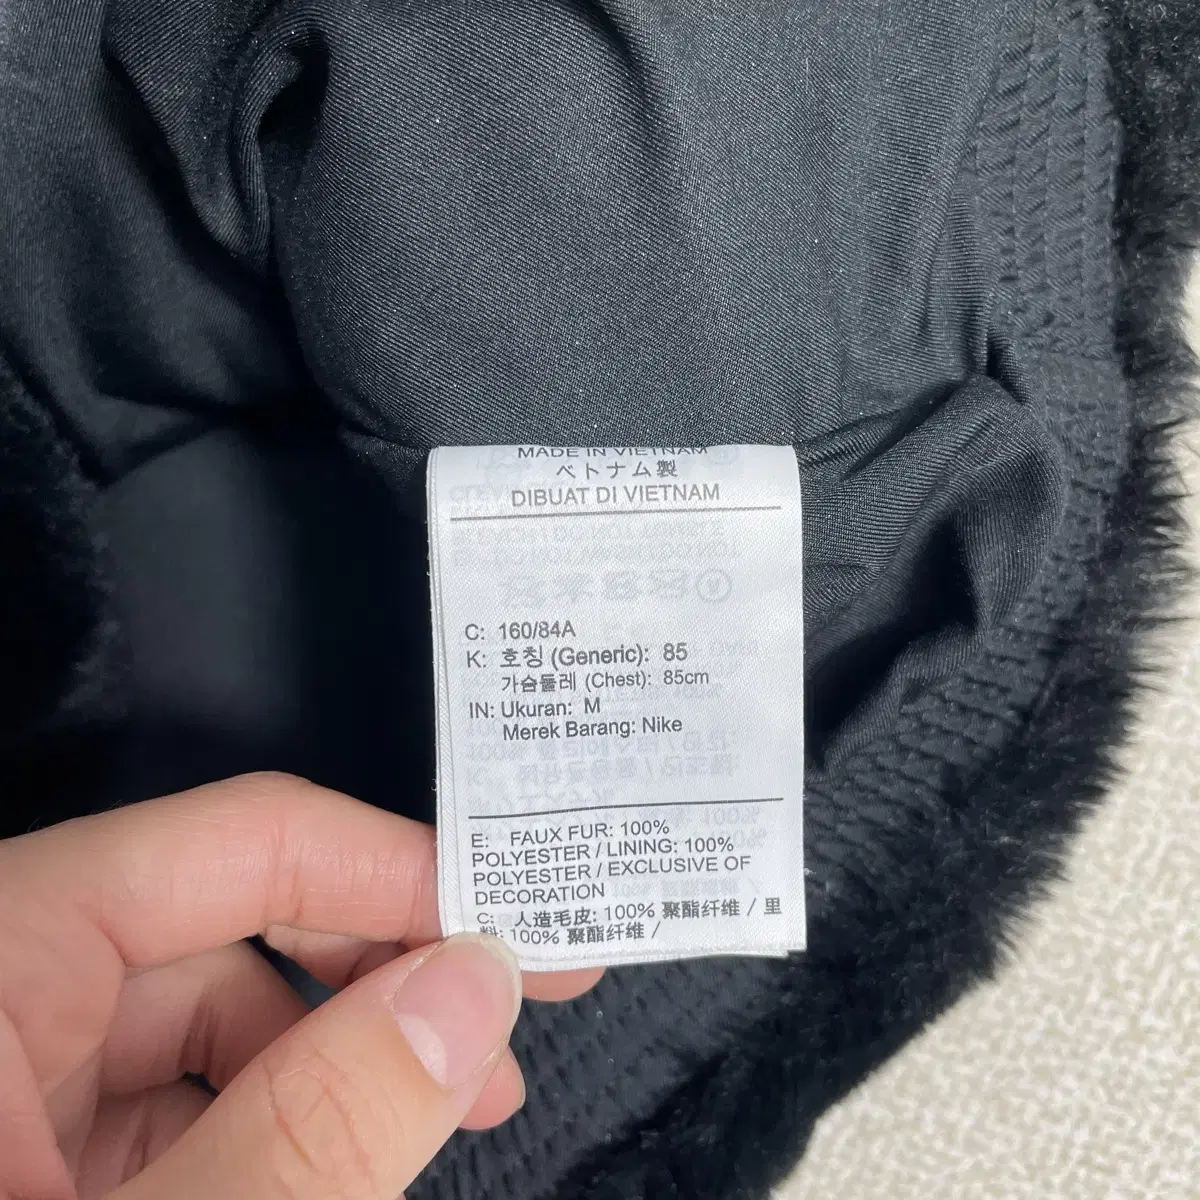 MADE IN VIETNAM
ベトナム製
DIBUAT DI VIETNAM
C: 160/84A
K: 호칭 (Generic): 85
가슴둘레 (Chest): 85cm
IN: Ukuran: M
Merek Barang: Nike
E: FAUX FUR: 100%
POLYESTER / LINING: 100%
POLYESTER / EXCLUSIVE OF
DECORATION
C: 人造毛皮: 100% 聚酯纤维 / 里
料: 100% 聚酯纤维 /